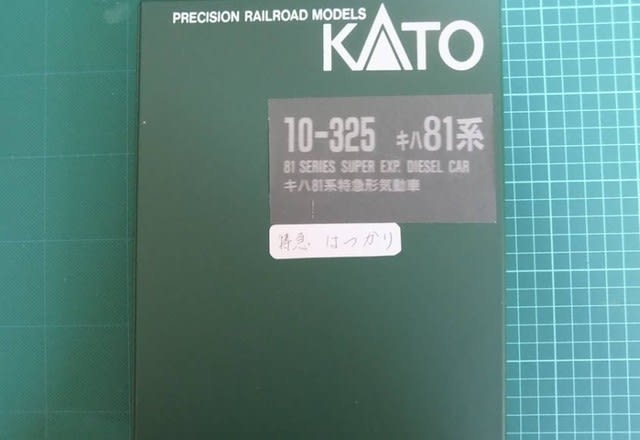 PRECISION RAILROAD MODELS
KATO
10-325 キハ81系
81 SERIES SUPER EXP. DIESEL CAR
キハ81系特急形気動車
特急 はつかり